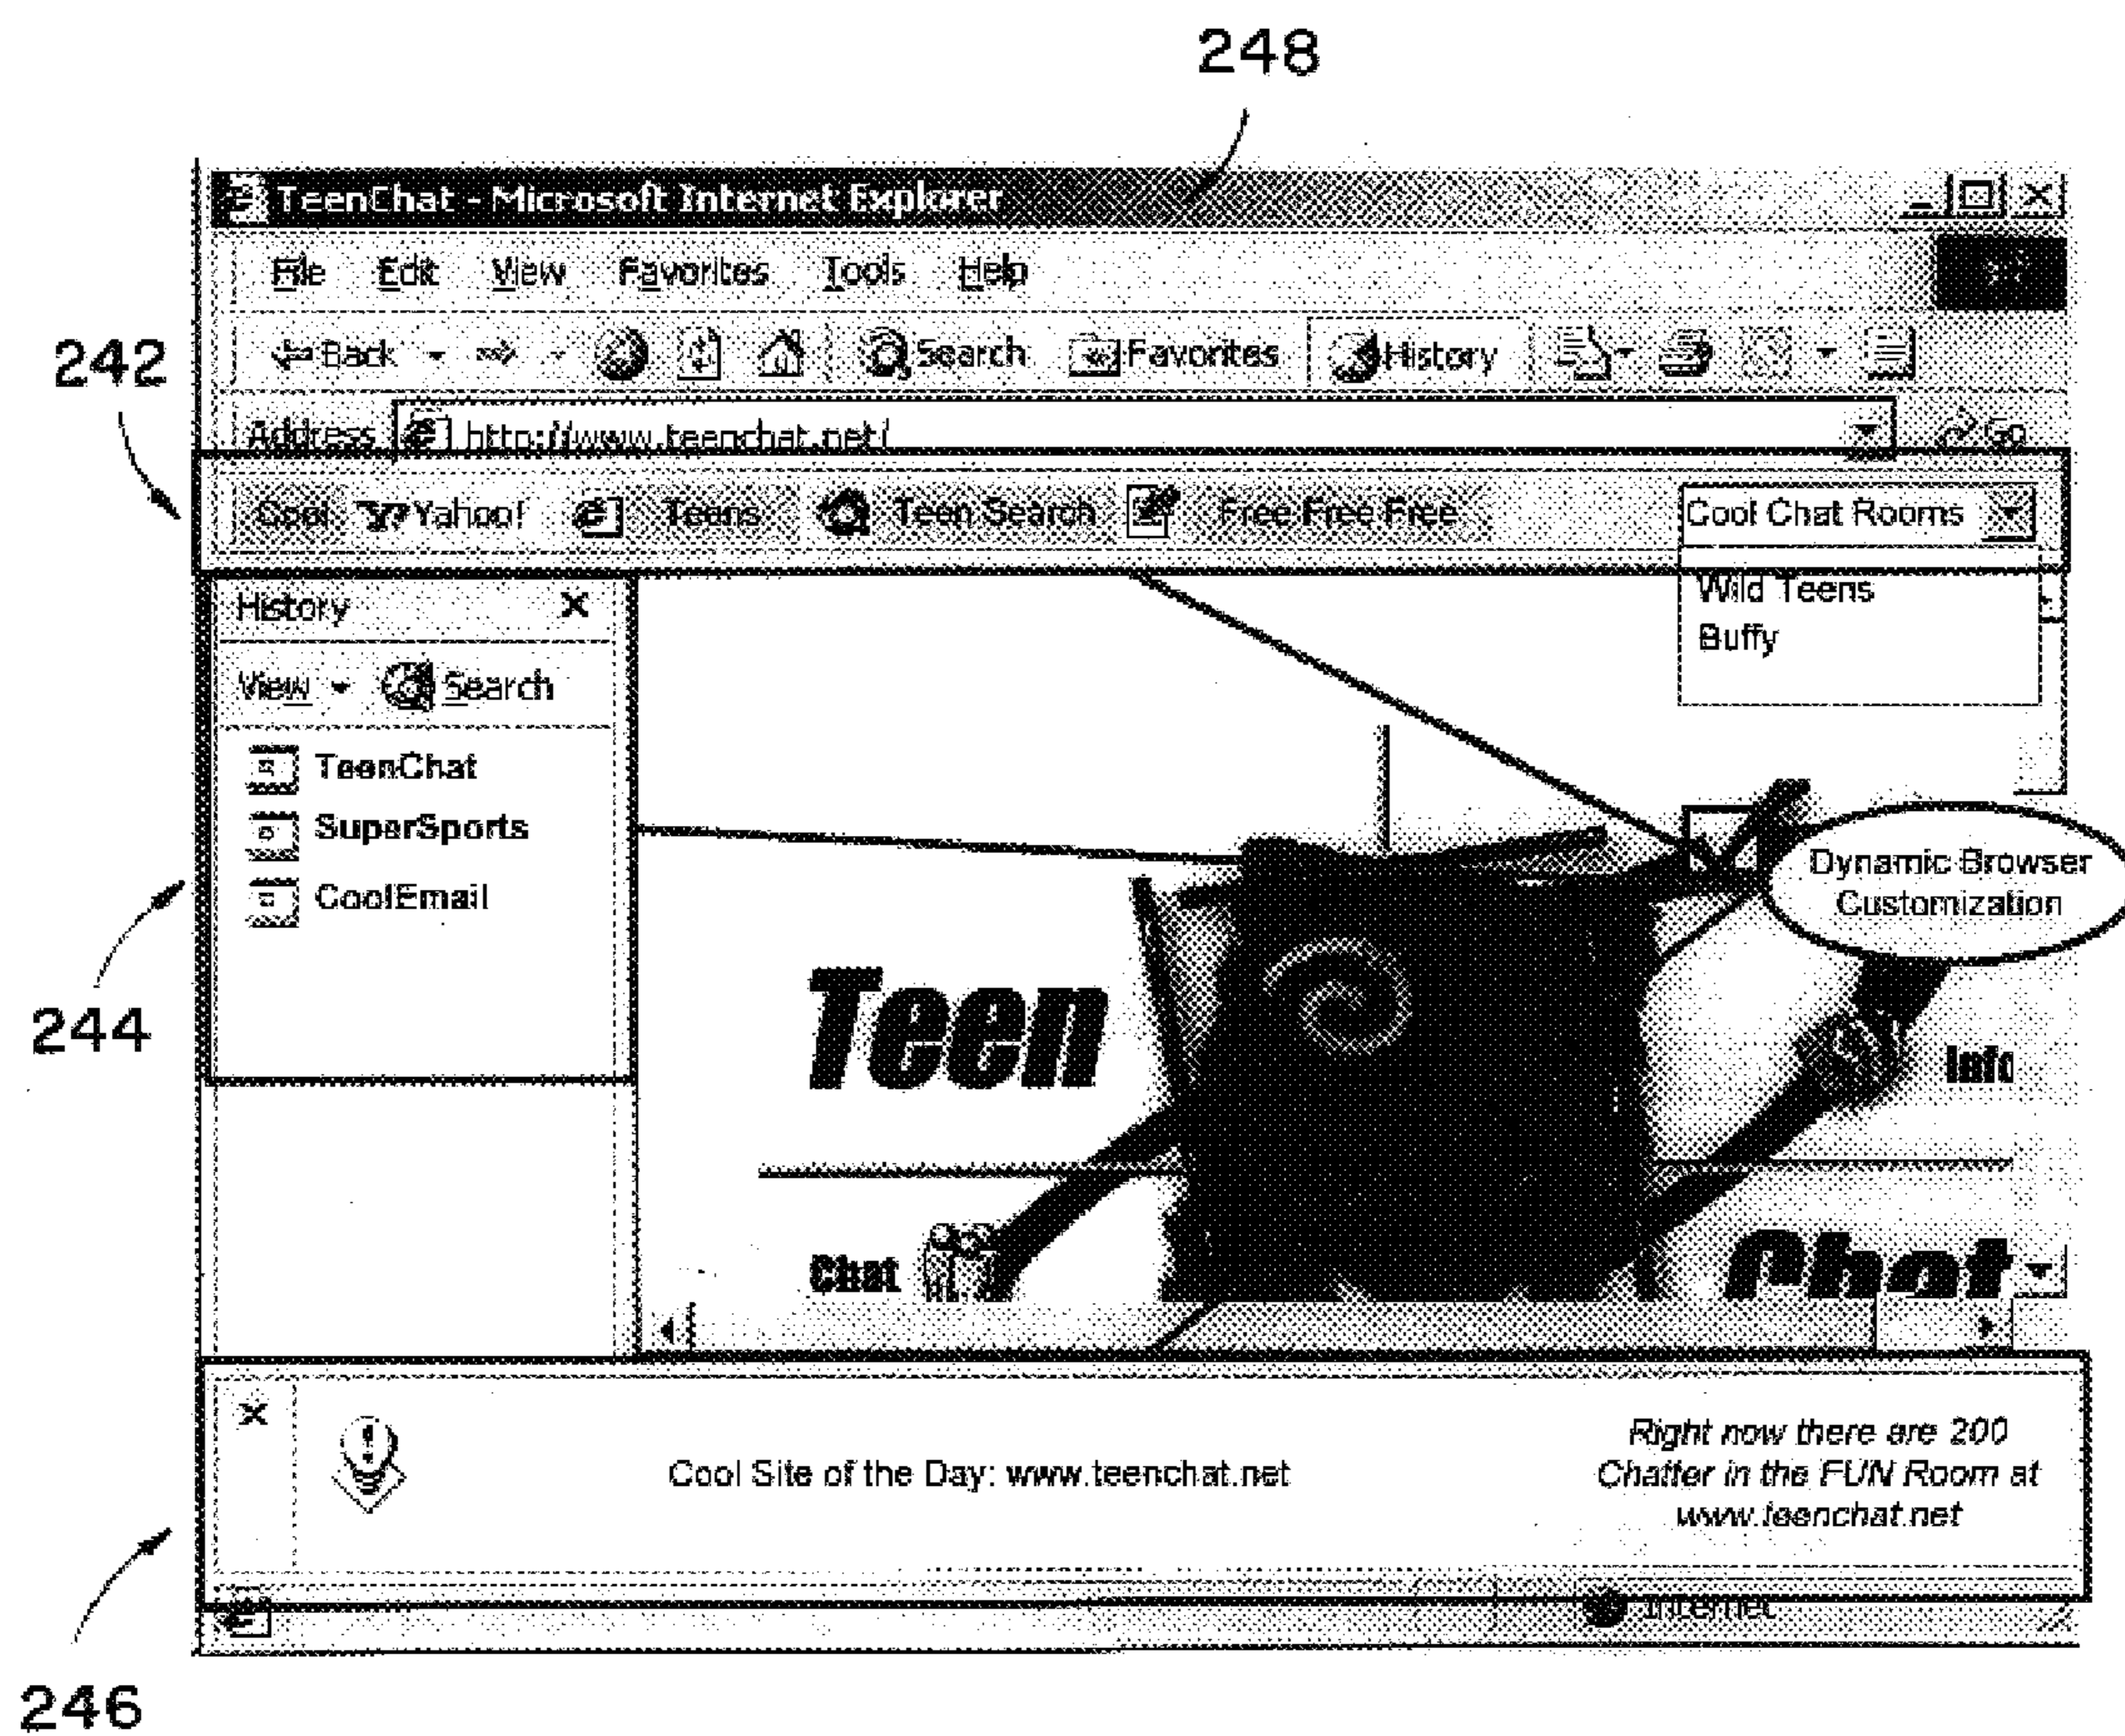 248
TeenChat - Microsoft Internet Explorer
File Edit View Favorites Tools Help
242
Back Search Favorites History
Address http://www.teenchat.net/ Go
Cool Yahoo! Teens Teen Search Free Free Free Cool Chat Rooms
Wild Teens
Buffy
History
View Search
TeenChat
SuperSports
CoolEmail
Dynamic Browser
Customization
244
Teen
Info
Chat
Chat
Cool Site of the Day: www.teenchat.net
Right now there are 200
Chatter in the FUN Room at
www.teenchat.net
Internet
246